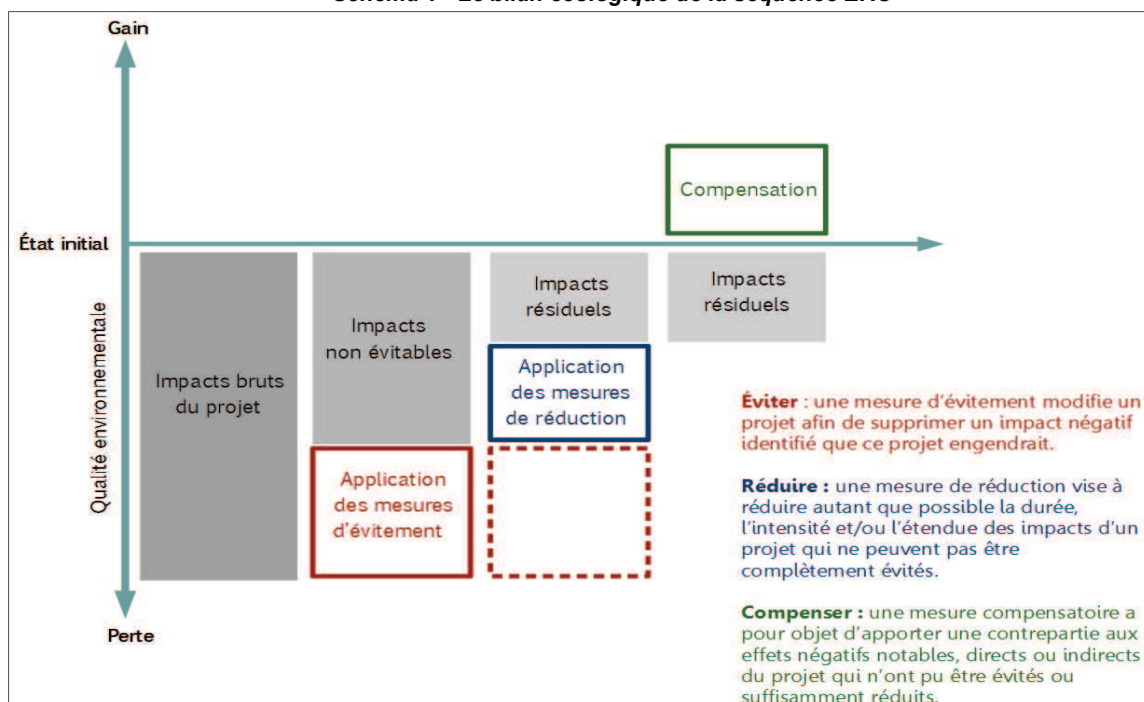 Gain
Compensation
État initial
Qualité environnementale
Impacts bruts
du projet
Impacts
non évitables
Application
des mesures
d'évitement
Impacts
résiduels
Application
des mesures
de réduction
Impacts
résiduels
Perte
Éviter : une mesure d'évitement modifie un
projet afin de supprimer un impact négatif
identifié que ce projet engendrait.
Réduire : une mesure de réduction vise à
réduire autant que possible la durée,
l'intensité et/ou l'étendue des impacts d'un
projet qui ne peuvent pas être
complètement évités.
Compenser : une mesure compensatoire a
pour objet d'apporter une contrepartie aux
effets négatifs notables, directs ou indirects
du projet qui n'ont pu être évités ou
suffisamment réduits.